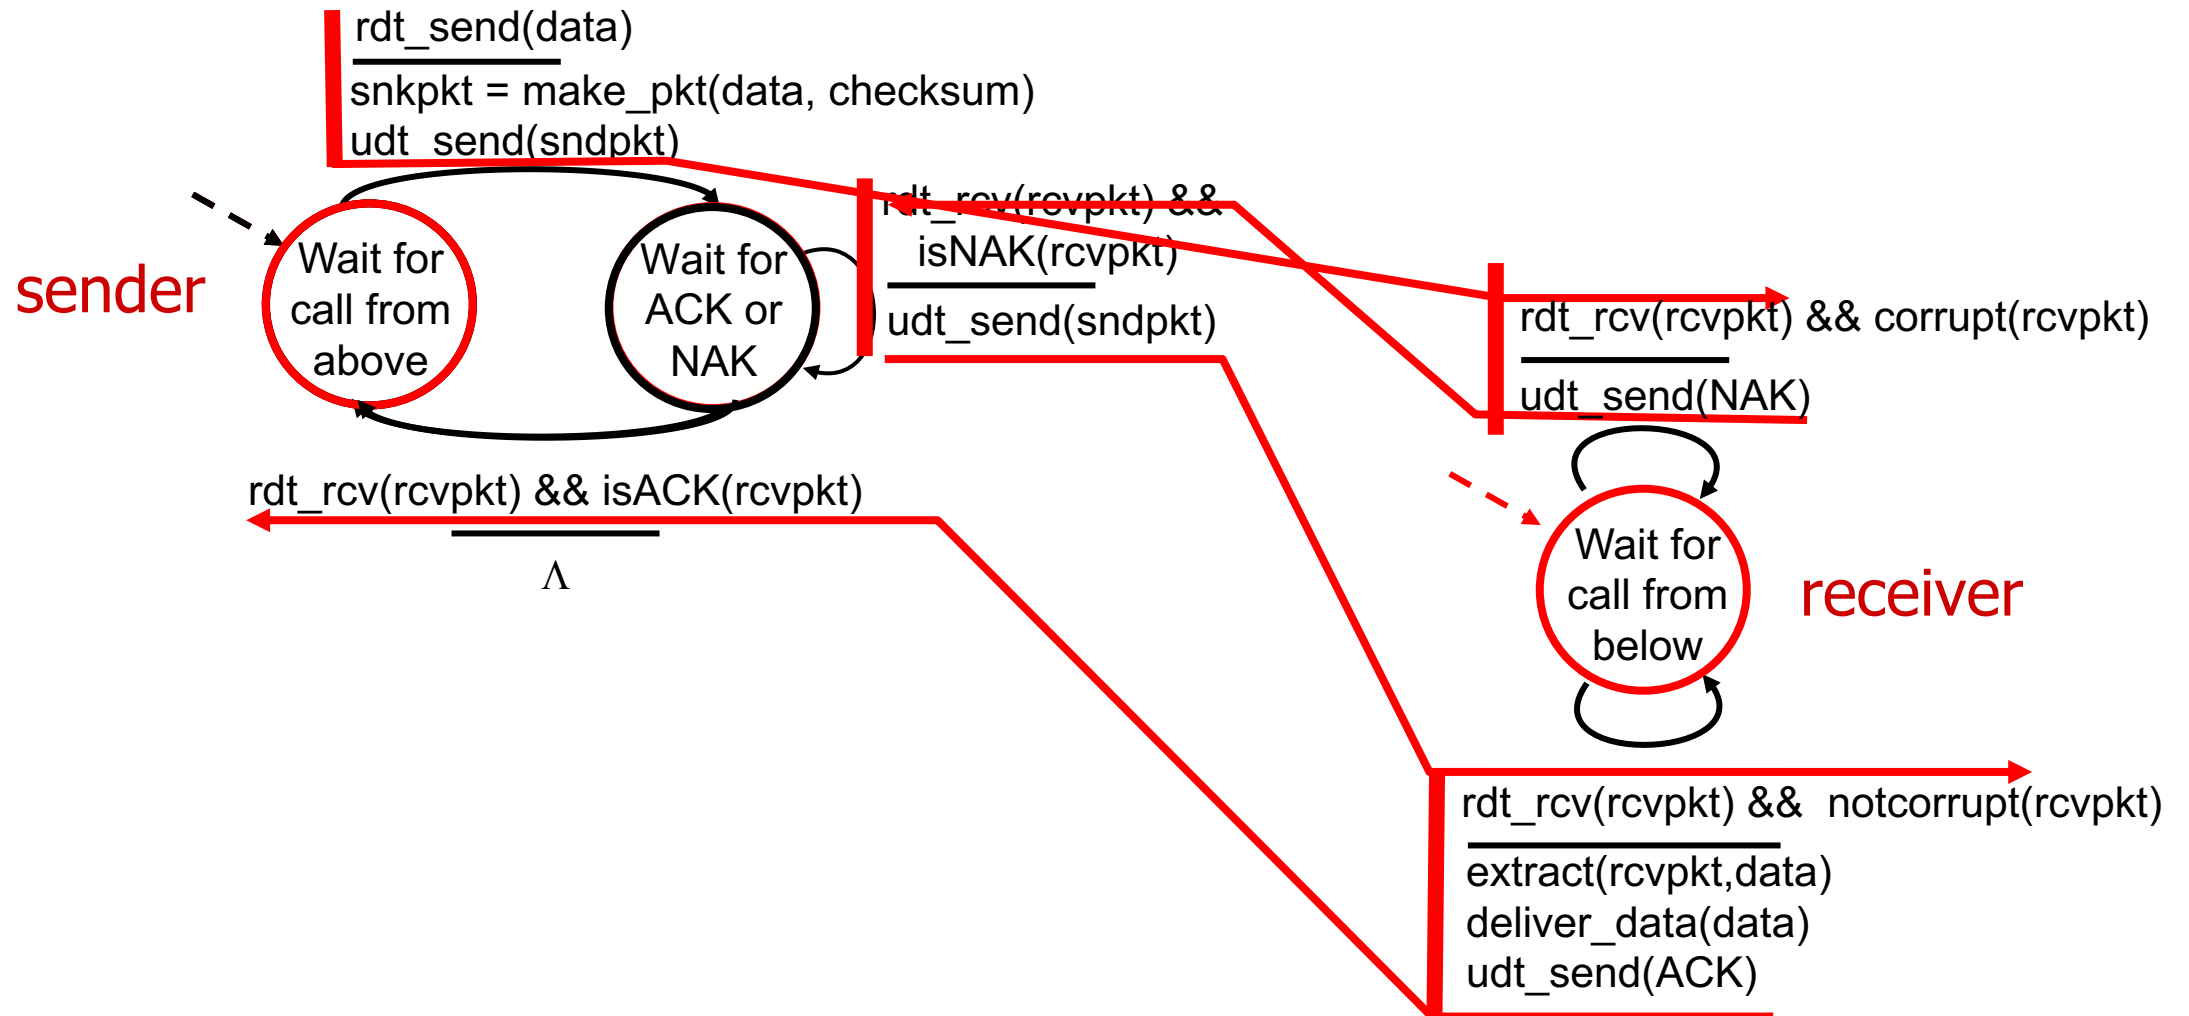 rdt_send(data)
snkpkt = make_pkt(data, checksum)
udt_send(sndpkt)
sender
Wait for
call from
above
Wait for
ACK or
NAK
rdt_rcv(rcvpkt) &&
isNAK(rcvpkt)
udt_send(sndpkt)
rdt_rcv(rcvpkt) && isACK(rcvpkt)
Λ
rdt_rcv(rcvpkt) && corrupt(rcvpkt)
udt_send(NAK)
Wait for
call from
below
receiver
rdt_rcv(rcvpkt) && notcorrupt(rcvpkt)
extract(rcvpkt,data)
deliver_data(data)
udt_send(ACK)